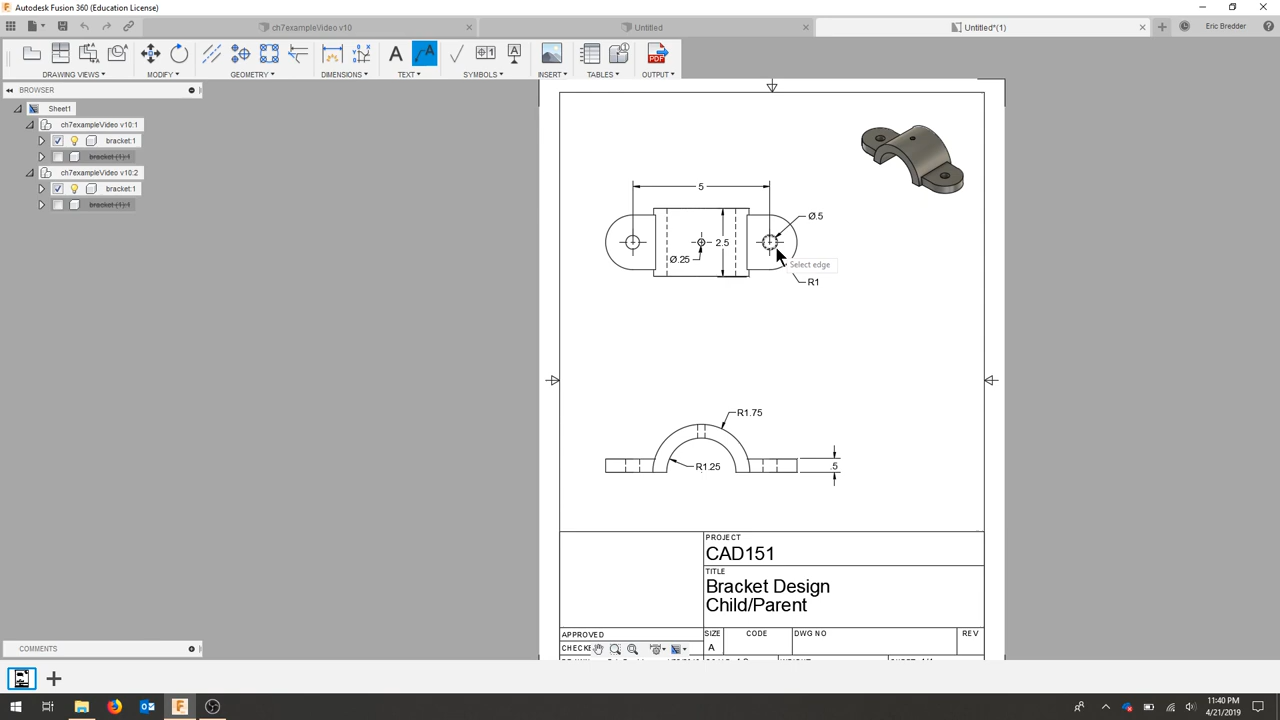 Autodesk Fusion 360 (Education License)
ch7exampleVideo v10
Untitled
Untitled*(1)
Eric Bredder
DRAWING VIEWS
MODIFY
GEOMETRY
DIMENSIONS
TEXT
SYMBOLS
INSERT
TABLES
OUTPUT
BROWSER
Sheet1
ch7exampleVideo v10:1
bracket:1
bracket (1):1
ch7exampleVideo v10:2
bracket:1
bracket (1):1
5
Ø.5
2.5
Ø.25
Select edge
R1
R1.75
R1.25
.5
PROJECT
CAD151
TITLE
Bracket Design
Child/Parent
APPROVED
SIZE
CODE
DWG NO
REV
CHECKE
A
COMMENTS
11:40 PM
4/21/2019